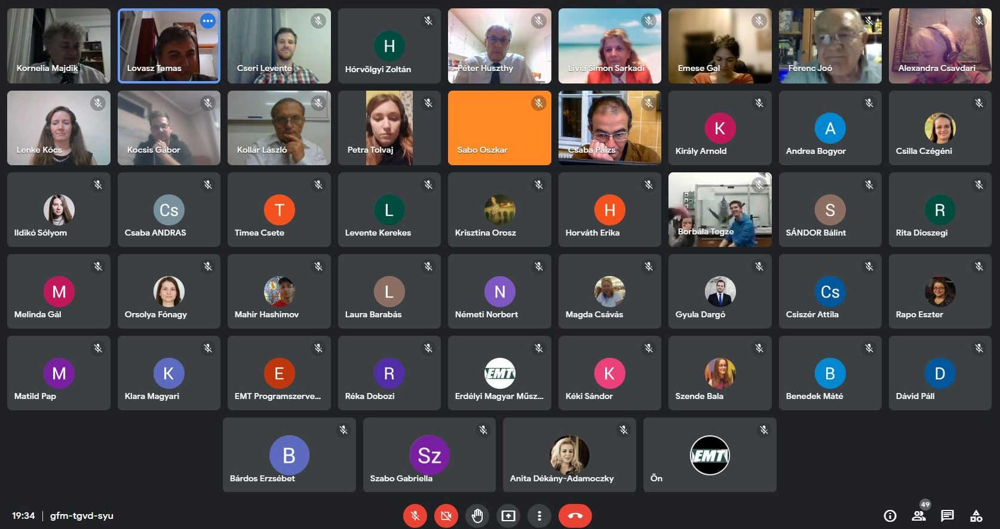 Kornelia Majdik
Lovasz Tamas
Cseri Levente
H
Hórvölgyi Zoltán
Péter Huszthy
Livia Simon Sarkadi
Emese Gal
Ferenc Joó
Alexandra Csavdari
Lenke Kócs
Kocsis Gábor
Kollár László
Petra Tolvaj
Sabo Oszkar
Csaba Paizs
K
Király Arnold
A
Andrea Bogyor
Csilla Czégéni
Ildikó Sólyom
Cs
Csaba ANDRAS
T
Timea Csete
L
Levente Kerekes
Krisztina Orosz
H
Horváth Erika
Borbála Tegze
S
SÁNDOR Bálint
R
Rita Dioszegi
M
Melinda Gál
Orsolya Fónagy
Mahir Hashimov
L
Laura Barabás
N
Németi Norbert
Magda Csávás
Gyula Dargó
Cs
Csiszér Attila
Rapo Eszter
M
Matild Pap
K
Klara Magyari
E
EMT Programszerve...
R
Réka Dobozi
EMT
Erdélyi Magyar Műsz...
K
Kéki Sándor
Szende Bala
B
Benedek Máté
D
Dávid Páll
B
Bárdos Erzsébet
Sz
Szabo Gabriella
Anita Dékány-Adamoczky
EMT
Ön
19:34 | gfm-tgvd-syu
49